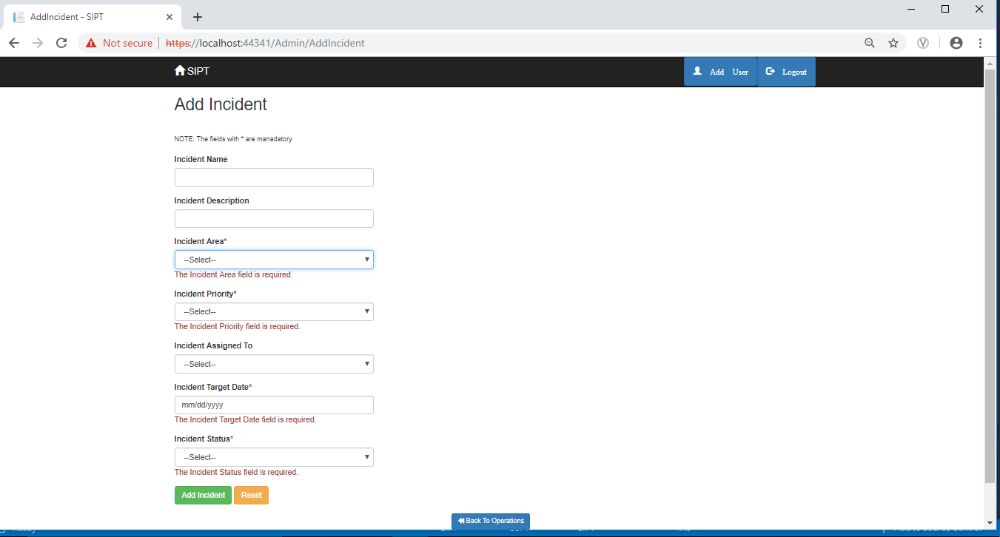 AddIncident - SIPT
Not secure https://localhost:44341/Admin/AddIncident
SIPT Add User Logout
Add Incident
NOTE: The fields with * are manadatory
Incident Name
Incident Description
Incident Area*
--Select--
The Incident Area field is required.
Incident Priority*
--Select--
The Incident Priority field is required.
Incident Assigned To
--Select--
Incident Target Date*
mm/dd/yyyy
The Incident Target Date field is required.
Incident Status*
--Select--
The Incident Status field is required.
Add Incident Reset
Back To Operations